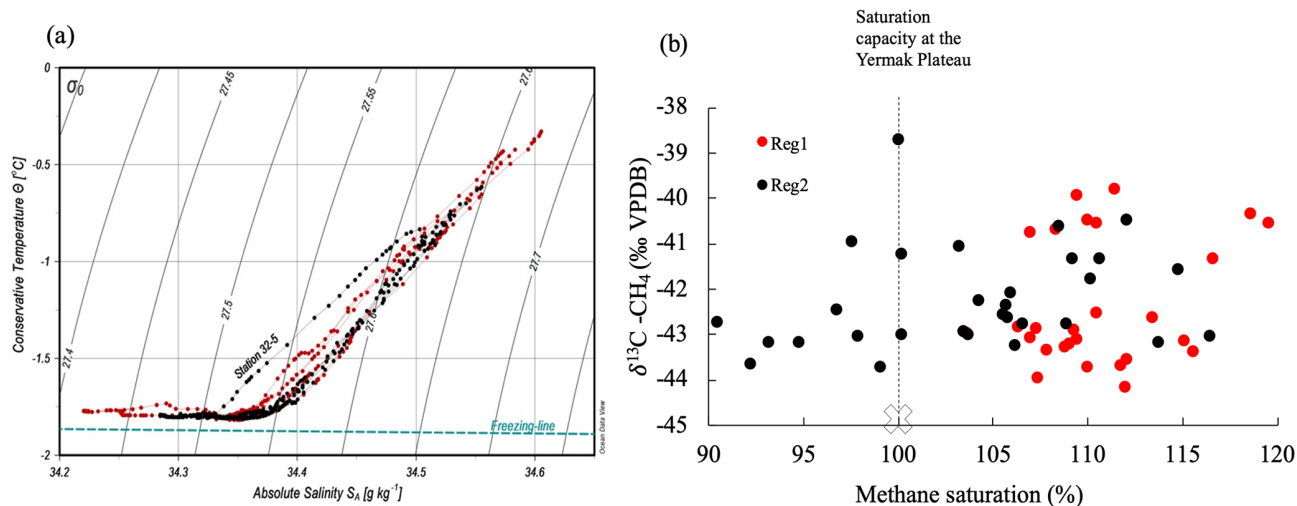 (a)
σ₀
0
-0.5
-1
-1.5
-2
Conservative Temperature Θ [°C]
27.4
27.45
27.5
27.55
27.6
27.7
Station 32-5
Freezing-line
Ocean Data View
34.2
34.3
34.4
34.5
34.6
Absolute Salinity S_A [g kg⁻¹]
(b)
Saturation
capacity at the
Yermak Plateau
-38
-39
-40
-41
-42
-43
-44
-45
δ¹³C -CH₄ (‰ VPDB)
Reg1
Reg2
90
95
100
105
110
115
120
Methane saturation (%)